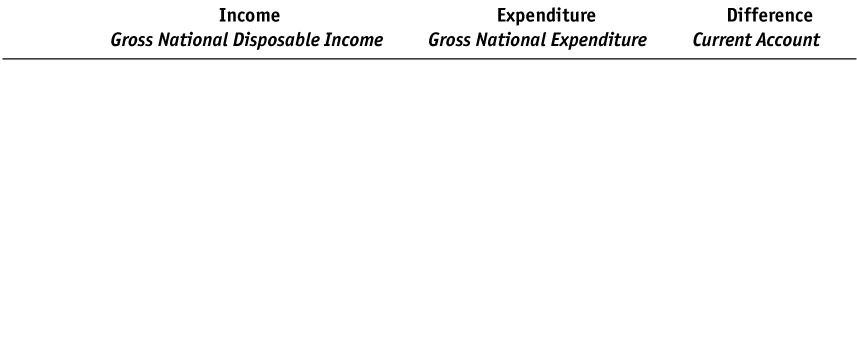 Income Expenditure Difference
Gross National Disposable Income Gross National Expenditure Current Account